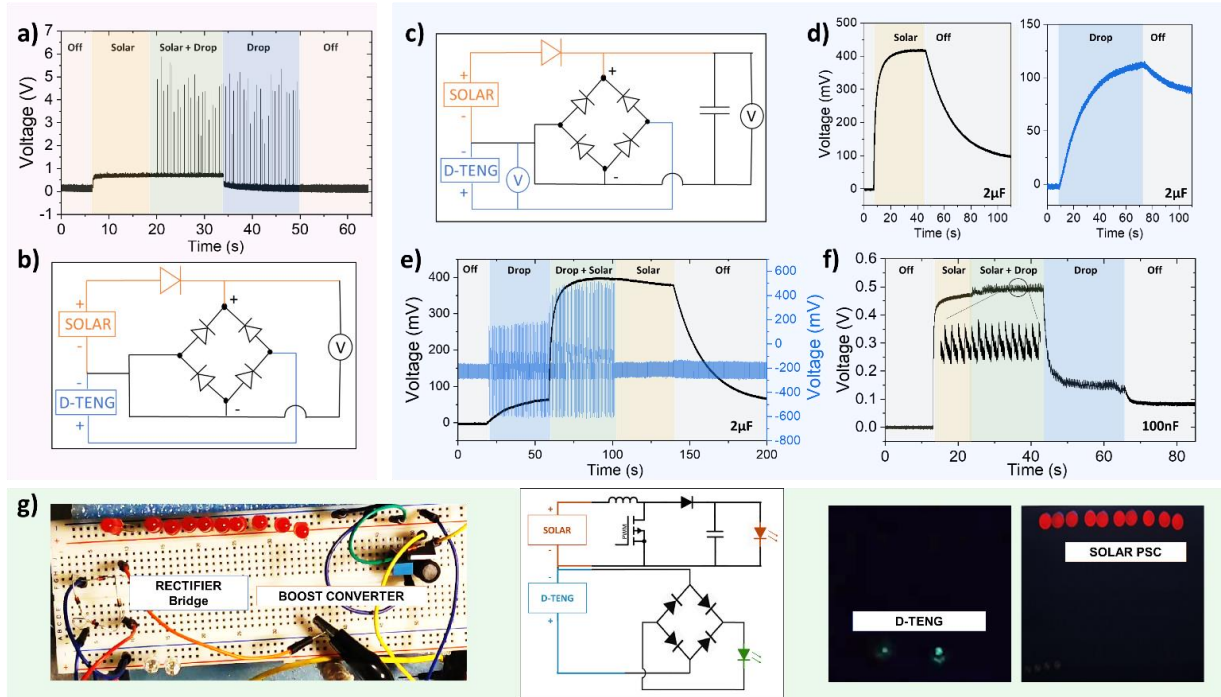 a)
Off Solar Solar + Drop Drop Off
7
6
5
4
3
2
1
0
-1
Voltage (V)
0 10 20 30 40 50 60
Time (s)
b)
+
SOLAR
-
-
D-TENG
+
+
-
V
c)
+
SOLAR
-
-
D-TENG
+
V
+
-
V
d)
Solar Off
500
400
300
200
100
0
Voltage (mV)
2µF
0 20 40 60 80 100
Time (s)
Drop Off
150
100
50
0
2µF
0 20 40 60 80 100
Time (s)
e)
Off Drop Drop + Solar Solar Off
400
300
200
100
0
Voltage (mV)
600
400
200
0
-200
-400
-600
-800
Voltage (mV)
2µF
0 50 100 150 200
Time (s)
f)
Off Solar Solar + Drop Drop Off
0.6
0.5
0.4
0.3
0.2
0.1
0.0
Voltage (V)
100nF
0 20 40 60 80
Time (s)
g)
RECTIFIER
Bridge
BOOST CONVERTER
+
SOLAR
-
-
D-TENG
+
PWM
D-TENG
SOLAR PSC